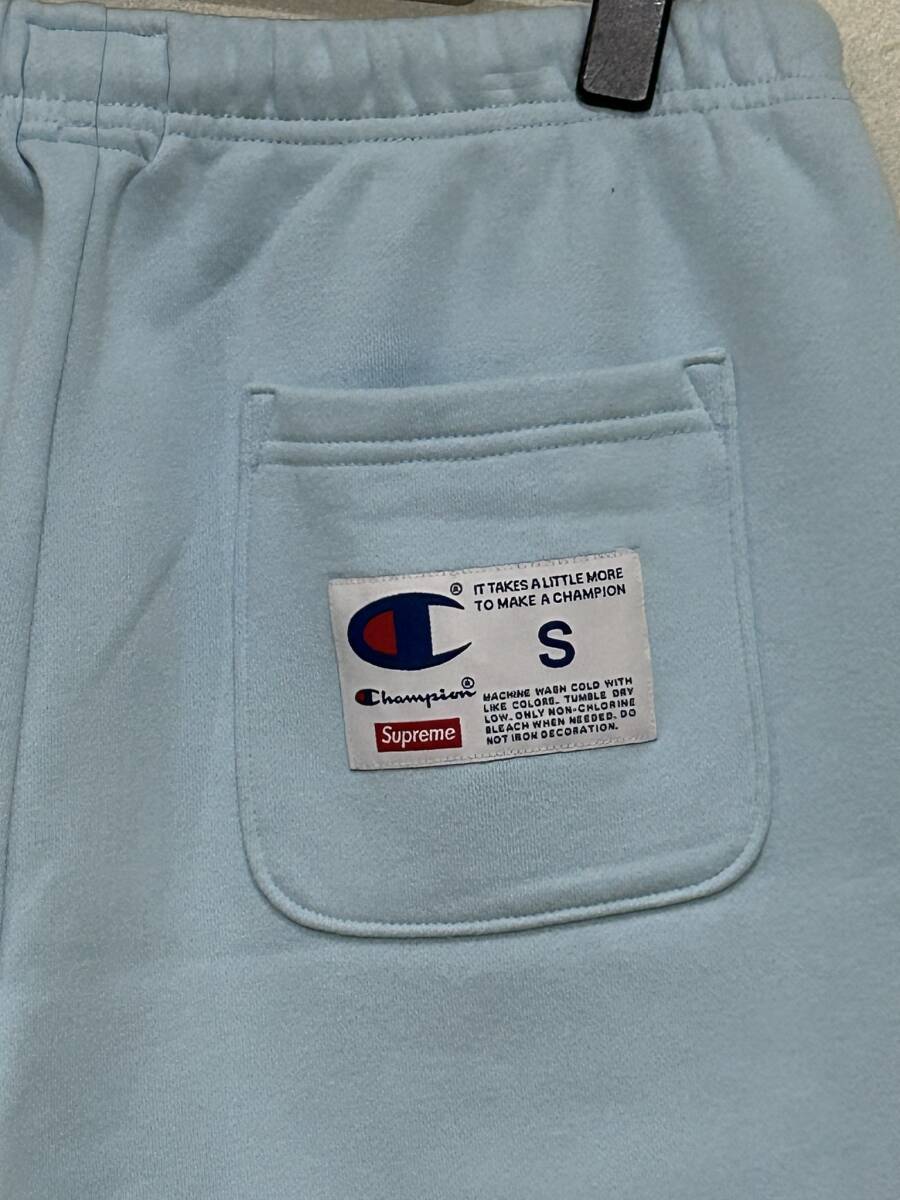 IT TAKES A LITTLE MORE
TO MAKE A CHAMPION
S
Champion
Supreme
MACHINE WASH COLD WITH
LIKE COLORS. TUMBLE DRY
LOW. ONLY NON-CHLORINE
BLEACH WHEN NEEDED. DO
NOT IRON DECORATION.